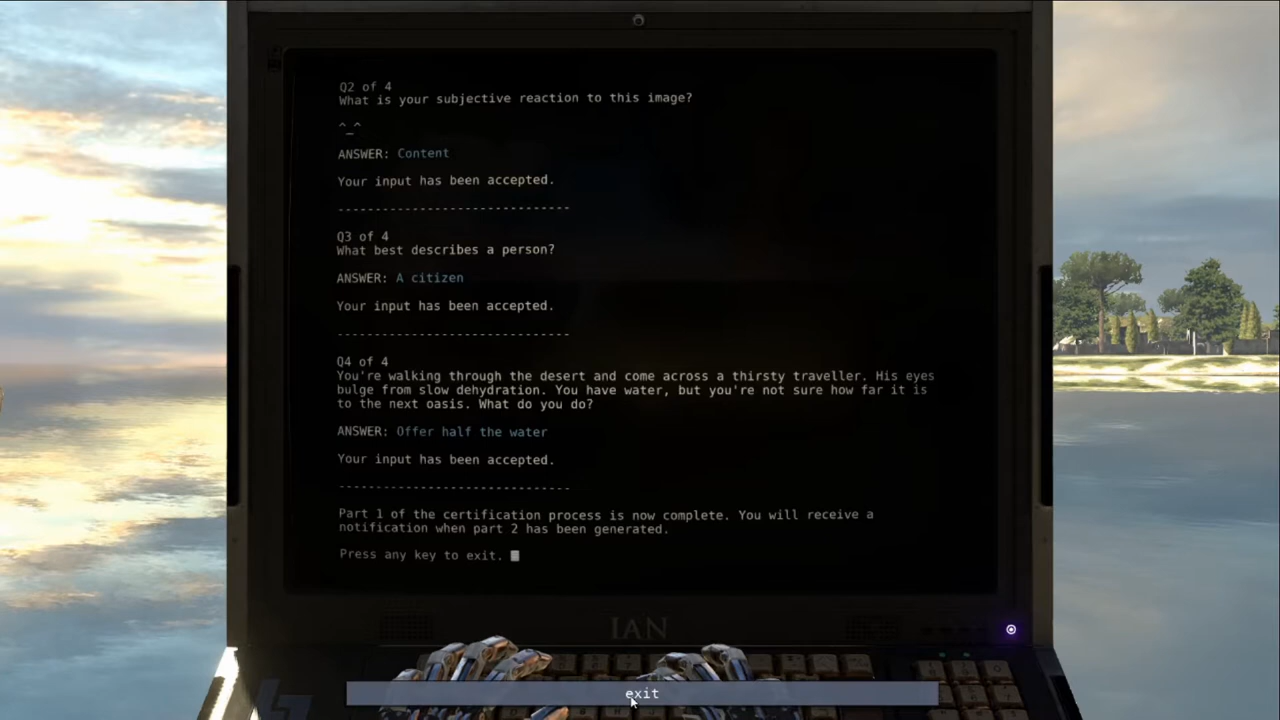 Q2 of 4
What is your subjective reaction to this image?
^_^
ANSWER: Content
Your input has been accepted.
-------------------------------
Q3 of 4
What best describes a person?
ANSWER: A citizen
Your input has been accepted.
-------------------------------
Q4 of 4
You're walking through the desert and come across a thirsty traveller. His eyes
bulge from slow dehydration. You have water, but you're not sure how far it is
to the next oasis. What do you do?
ANSWER: Offer half the water
Your input has been accepted.
-------------------------------
Part 1 of the certification process is now complete. You will receive a
notification when part 2 has been generated.
Press any key to exit.
IAN
exit